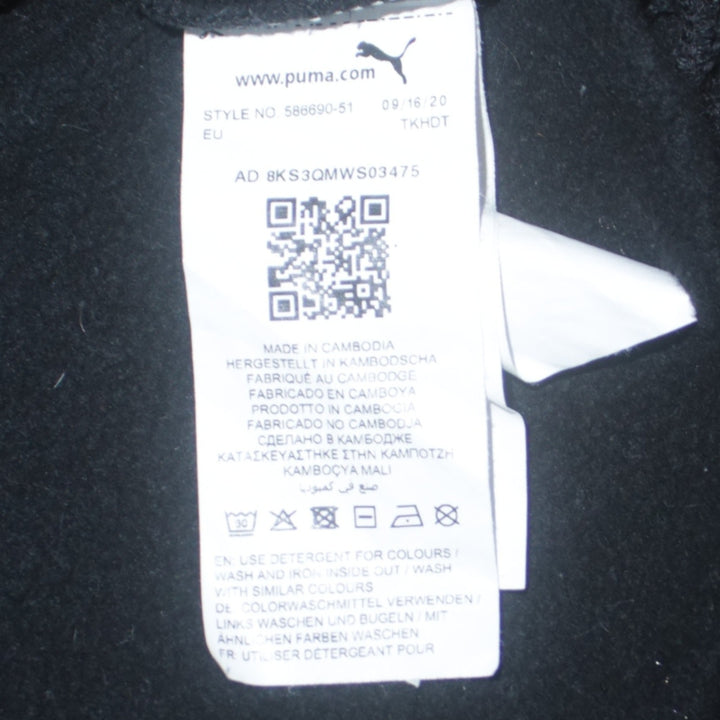 www.puma.com
STYLE NO 586690-51 09/16/20
EU TKHDT
AD 8KS3QMWS03475
MADE IN CAMBODIA
HERGESTELLT IN KAMBODSCHA
FABRIQUÉ AU CAMBODGE
FABRICADO EN CAMBOYA
PRODOTTO IN CAMBOGIA
FABRICADO NO CAMBODJA
СДЕЛАНО В КАМБОДЖЕ
ΚΑΤΑΣΚΕΥΑΣΤΗΚΕ ΣΤΗΝ ΚΑΜΠΟΤΖΗ
KAMBOÇYA MALI
صنع في كمبوديا
30
EN: USE DETERGENT FOR COLOURS /
WASH AND IRON INSIDE OUT / WASH
WITH SIMILAR COLOURS
DE: COLORWASCHMITTEL VERWENDEN /
LINKS WASCHEN UND BÜGELN / MIT
ÄHNLICHEN FARBEN WASCHEN
FR: UTILISER DÉTERGEANT POUR